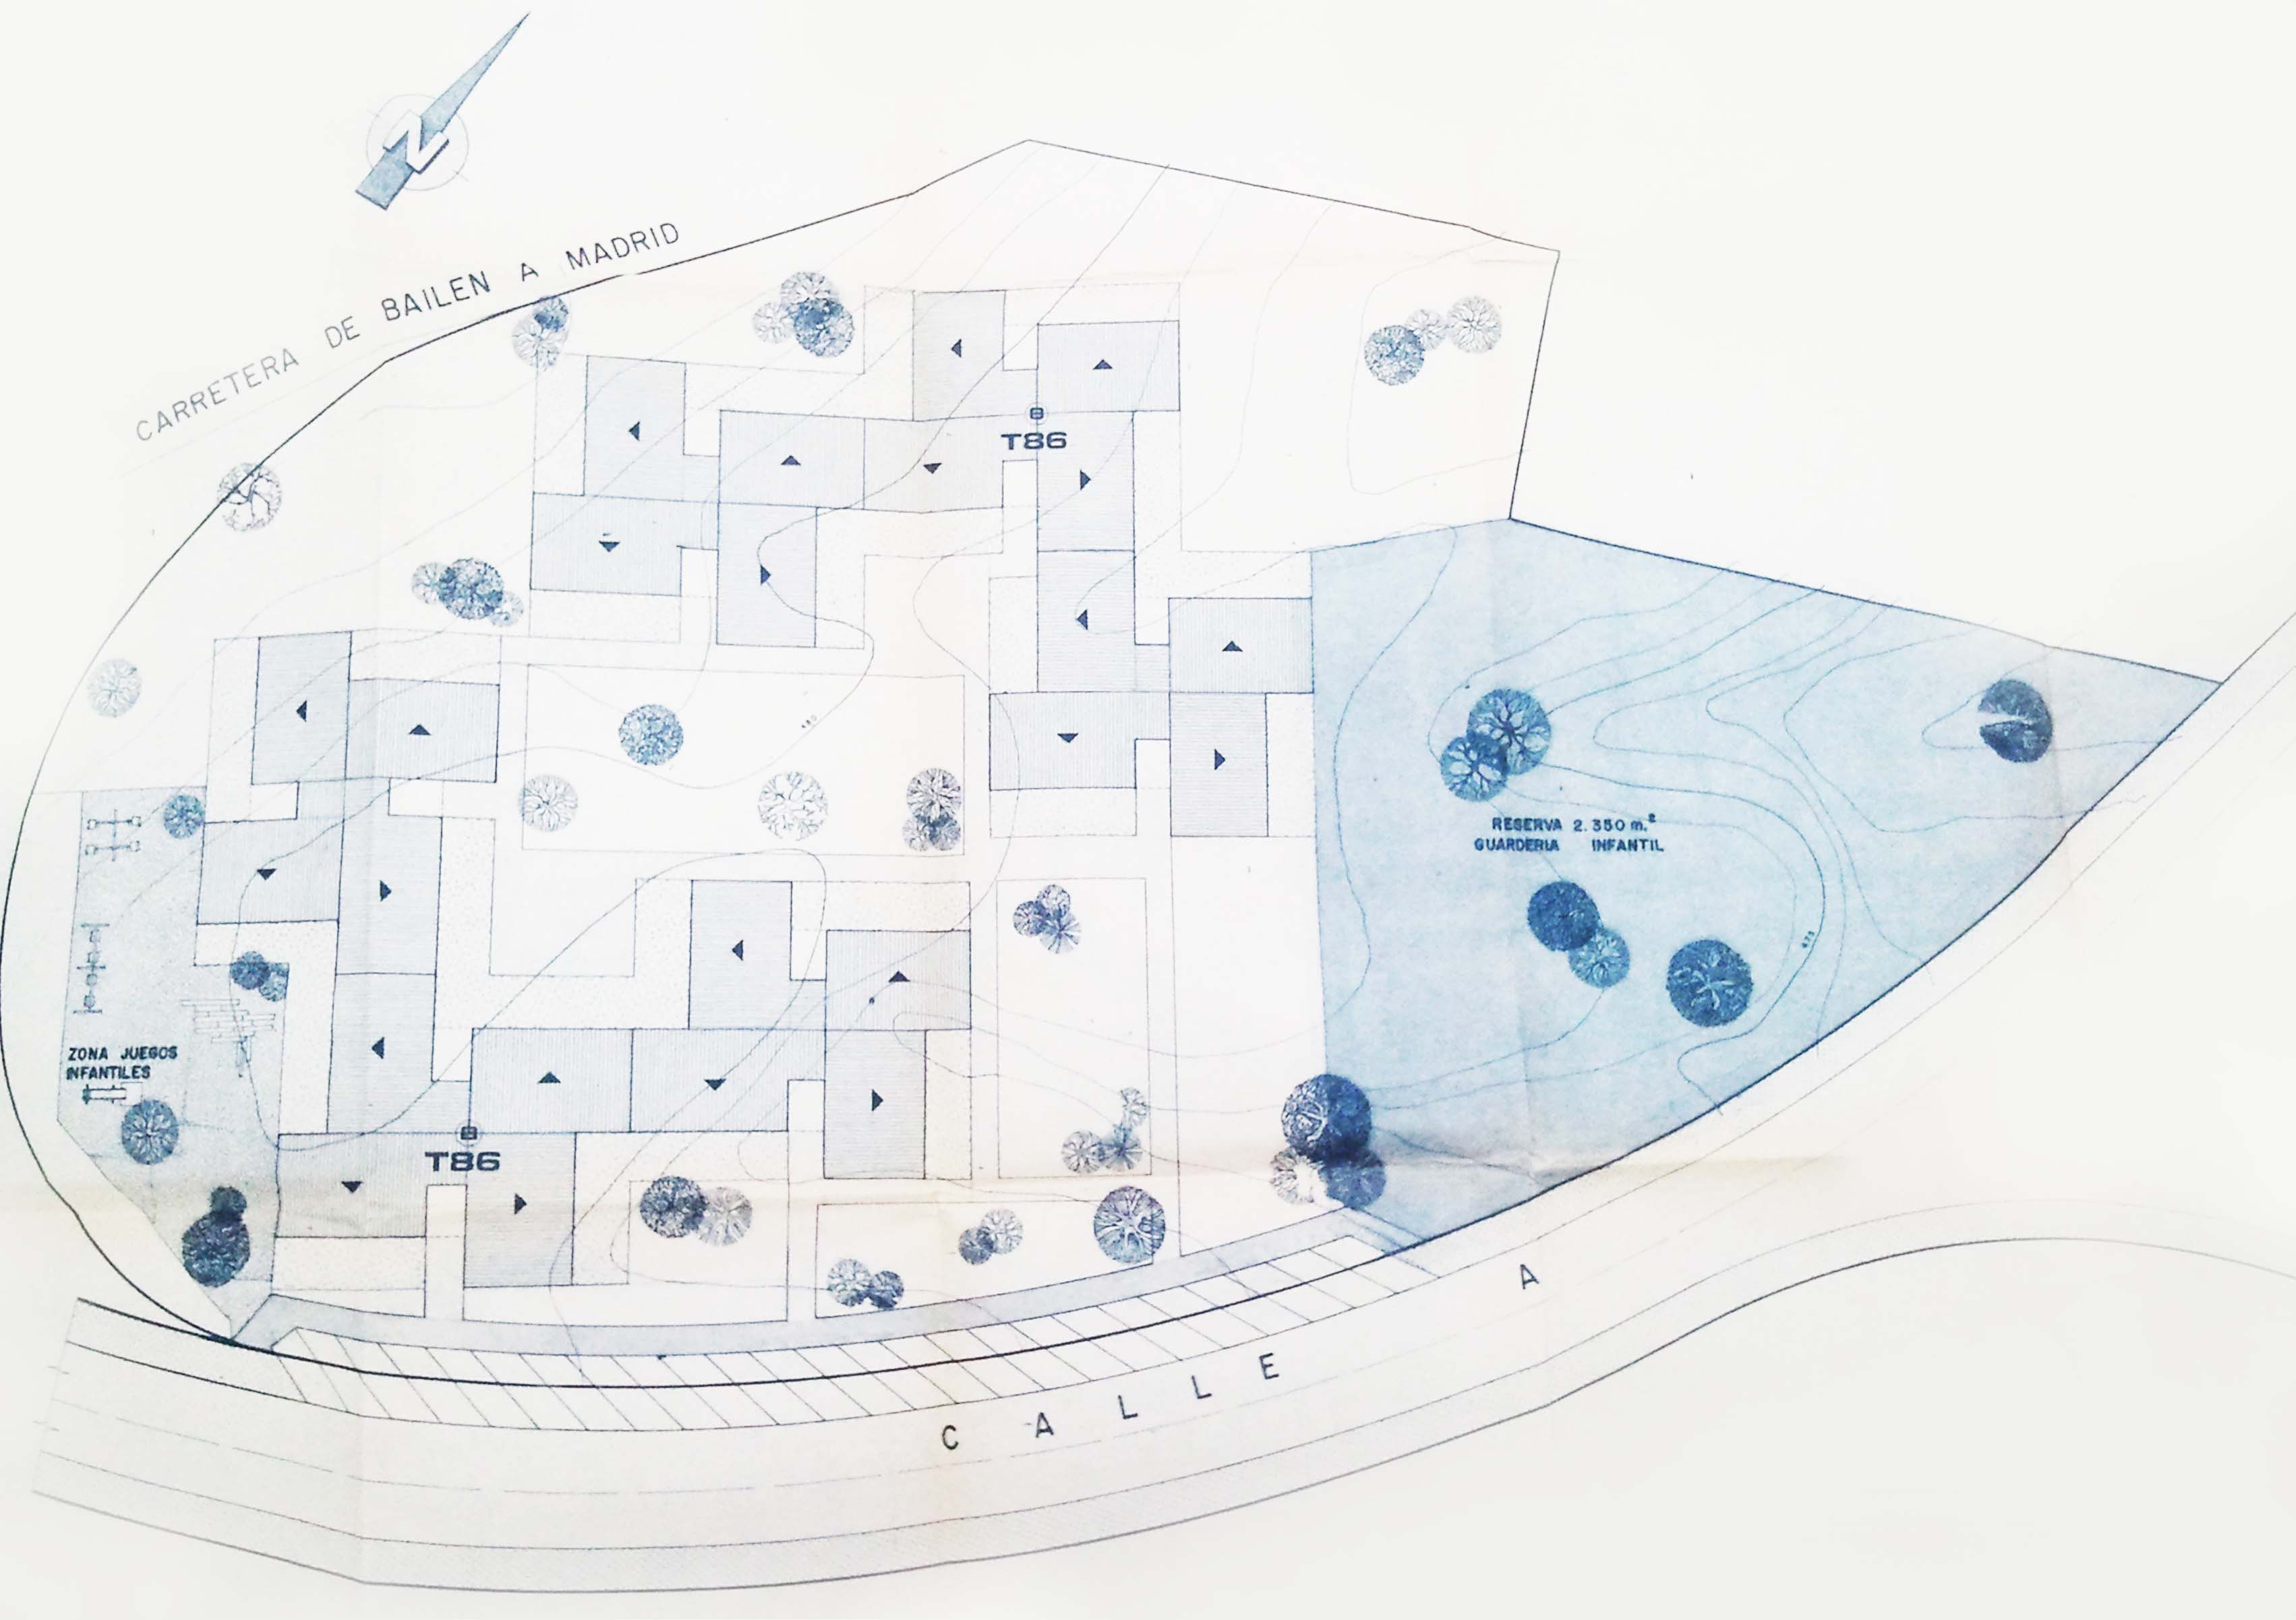 N
CARRETERA DE BAILEN A MADRID
T86
RESERVA 2.350 m.²
GUARDERIA INFANTIL
ZONA JUEGOS
INFANTILES
T86
CALLE A